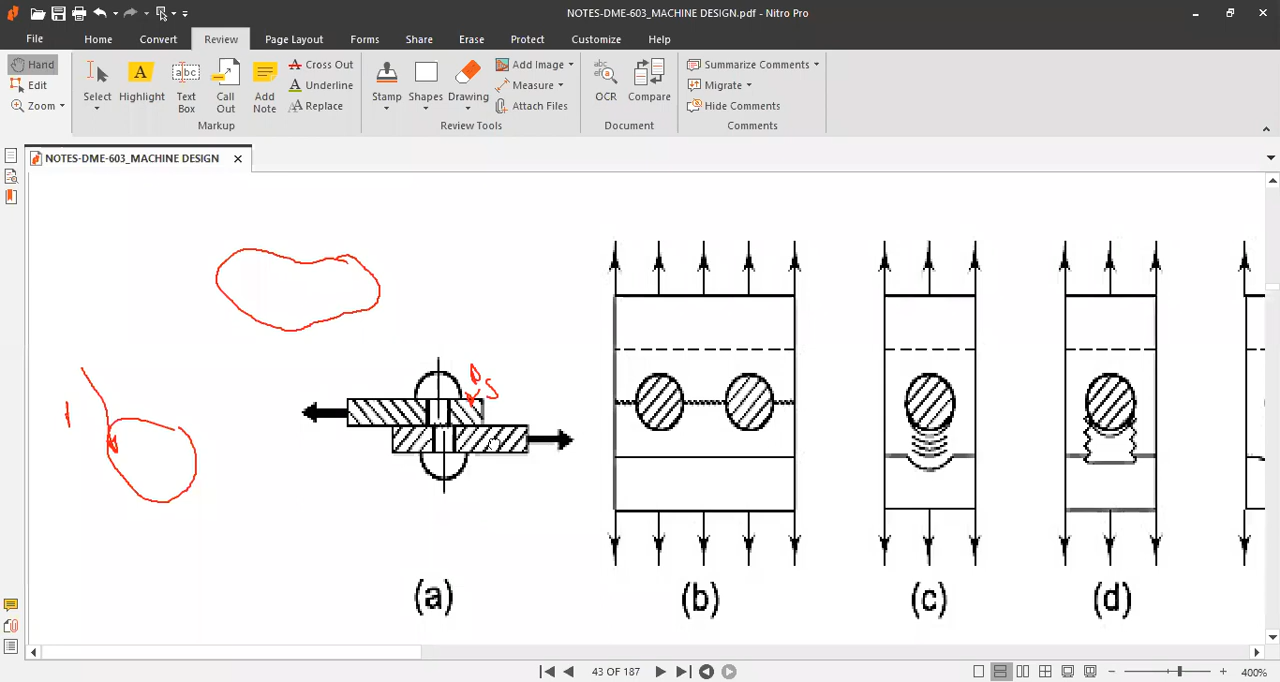 NOTES-DME-603_MACHINE DESIGN.pdf - Nitro Pro
File Home Convert Review Page Layout Forms Share Erase Protect Customize Help
Hand
Edit
Zoom
Select
Highlight
abc
Text Box
Call Out
Add Note
Cross Out
Underline
Replace
Markup
Stamp
Shapes
Drawing
Add Image
Measure
Attach Files
Review Tools
OCR
Compare
Document
Summarize Comments
Migrate
Hide Comments
Comments
NOTES-DME-603_MACHINE DESIGN
(a) (b) (c) (d)
43 OF 187
400%